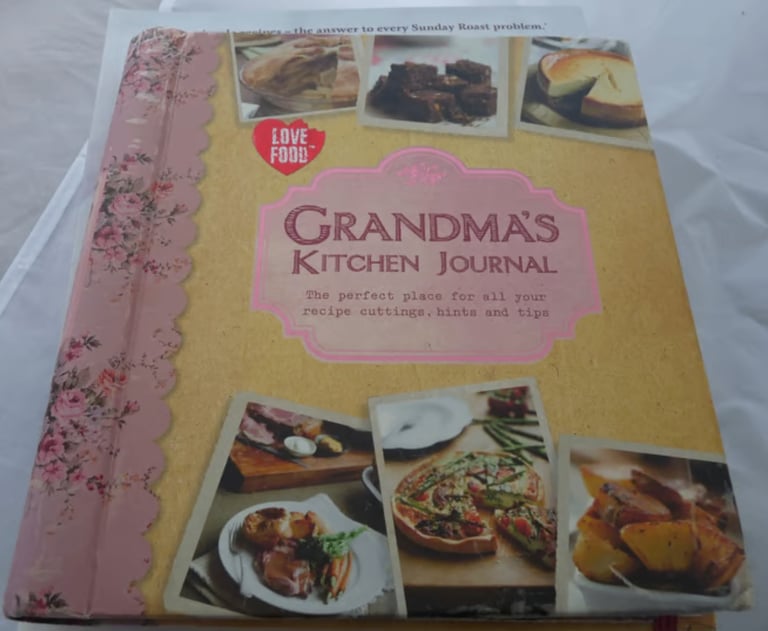 – the answer to every Sunday Roast problem.'
LOVE
FOOD™
GRANDMA'S
KITCHEN JOURNAL
The perfect place for all your
recipe cuttings, hints and tips